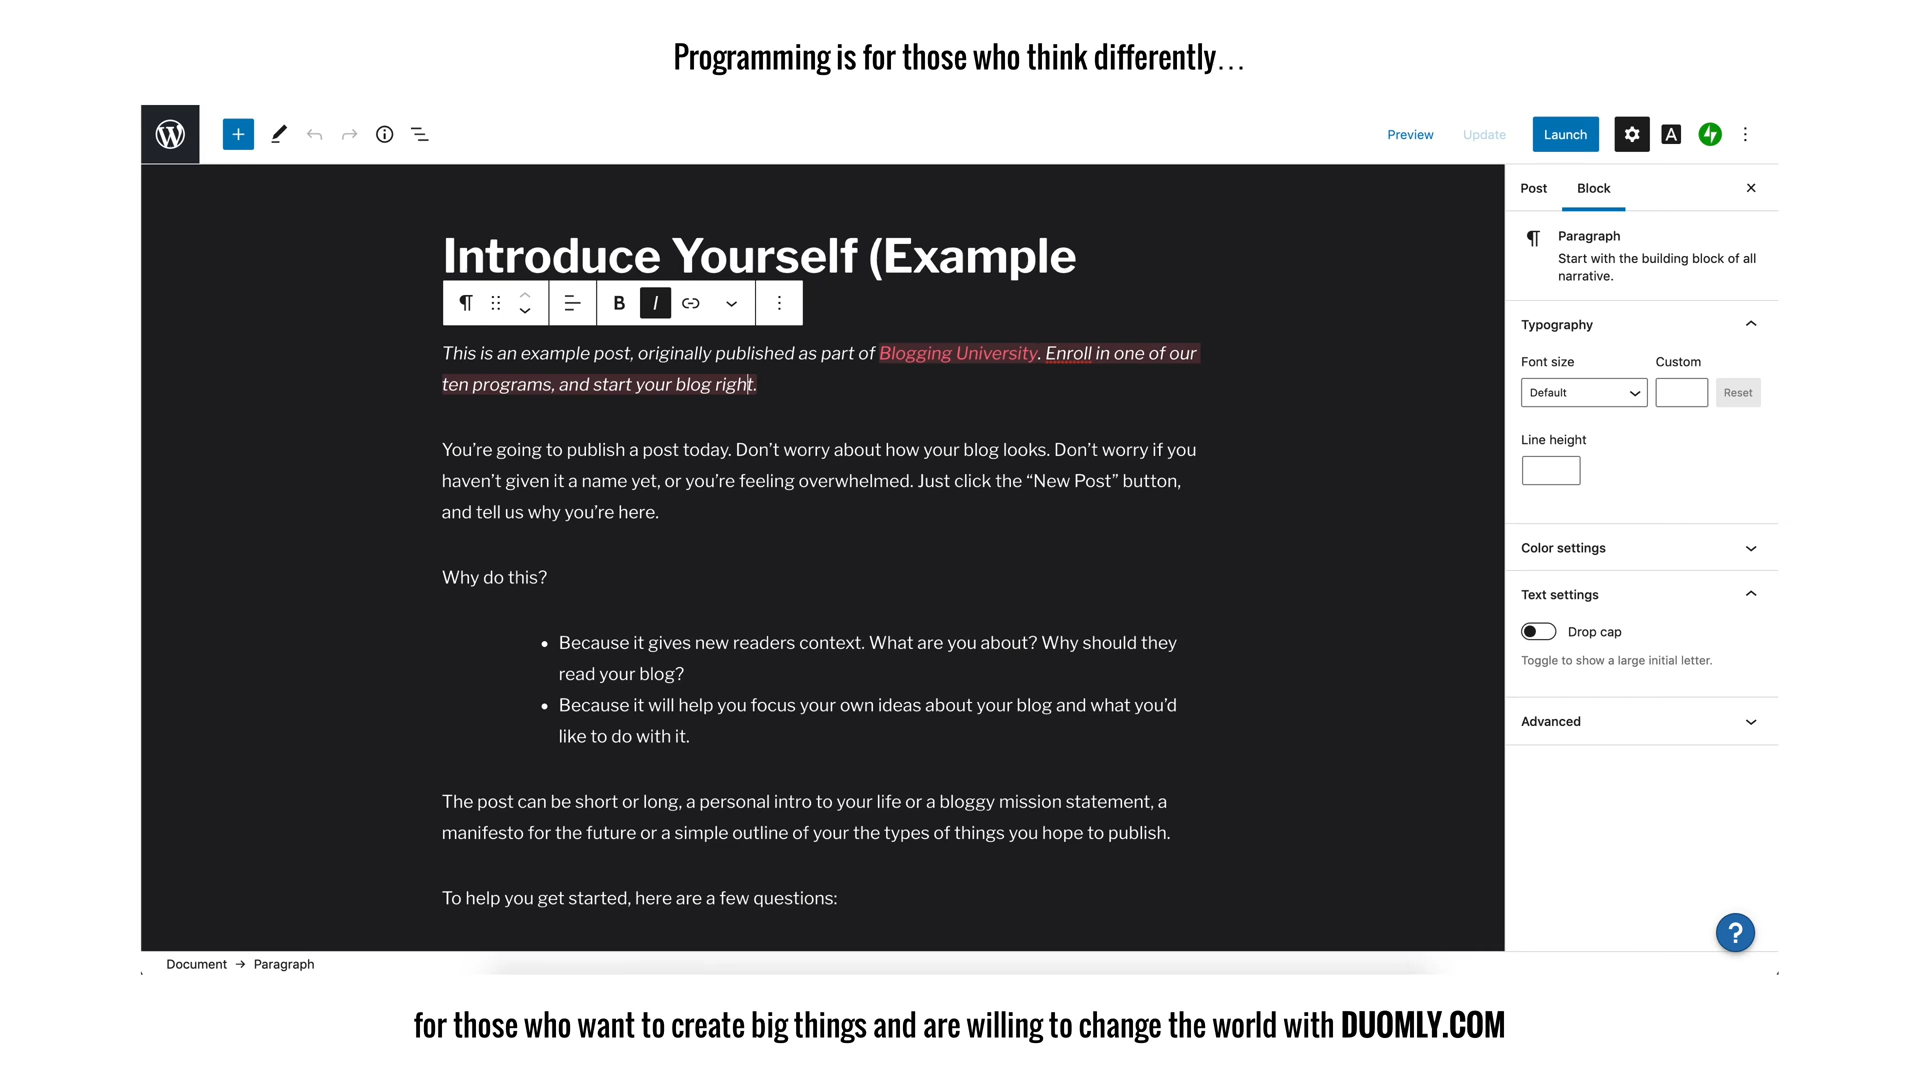 Programming is for those who think differently…
Preview
Update
Launch
A
Post
Block
Introduce Yourself (Example
B
I
This is an example post, originally published as part of Blogging University. Enroll in one of our
ten programs, and start your blog right.
You’re going to publish a post today. Don’t worry about how your blog looks. Don’t worry if you
haven’t given it a name yet, or you’re feeling overwhelmed. Just click the “New Post” button,
and tell us why you’re here.
Why do this?
• Because it gives new readers context. What are you about? Why should they
read your blog?
• Because it will help you focus your own ideas about your blog and what you’d
like to do with it.
The post can be short or long, a personal intro to your life or a bloggy mission statement, a
manifesto for the future or a simple outline of your the types of things you hope to publish.
To help you get started, here are a few questions:
Paragraph
Start with the building block of all
narrative.
Typography
Font size
Custom
Default
Reset
Line height
Color settings
Text settings
Drop cap
Toggle to show a large initial letter.
Advanced
?
Document → Paragraph
for those who want to create big things and are willing to change the world with DUOMLY.COM